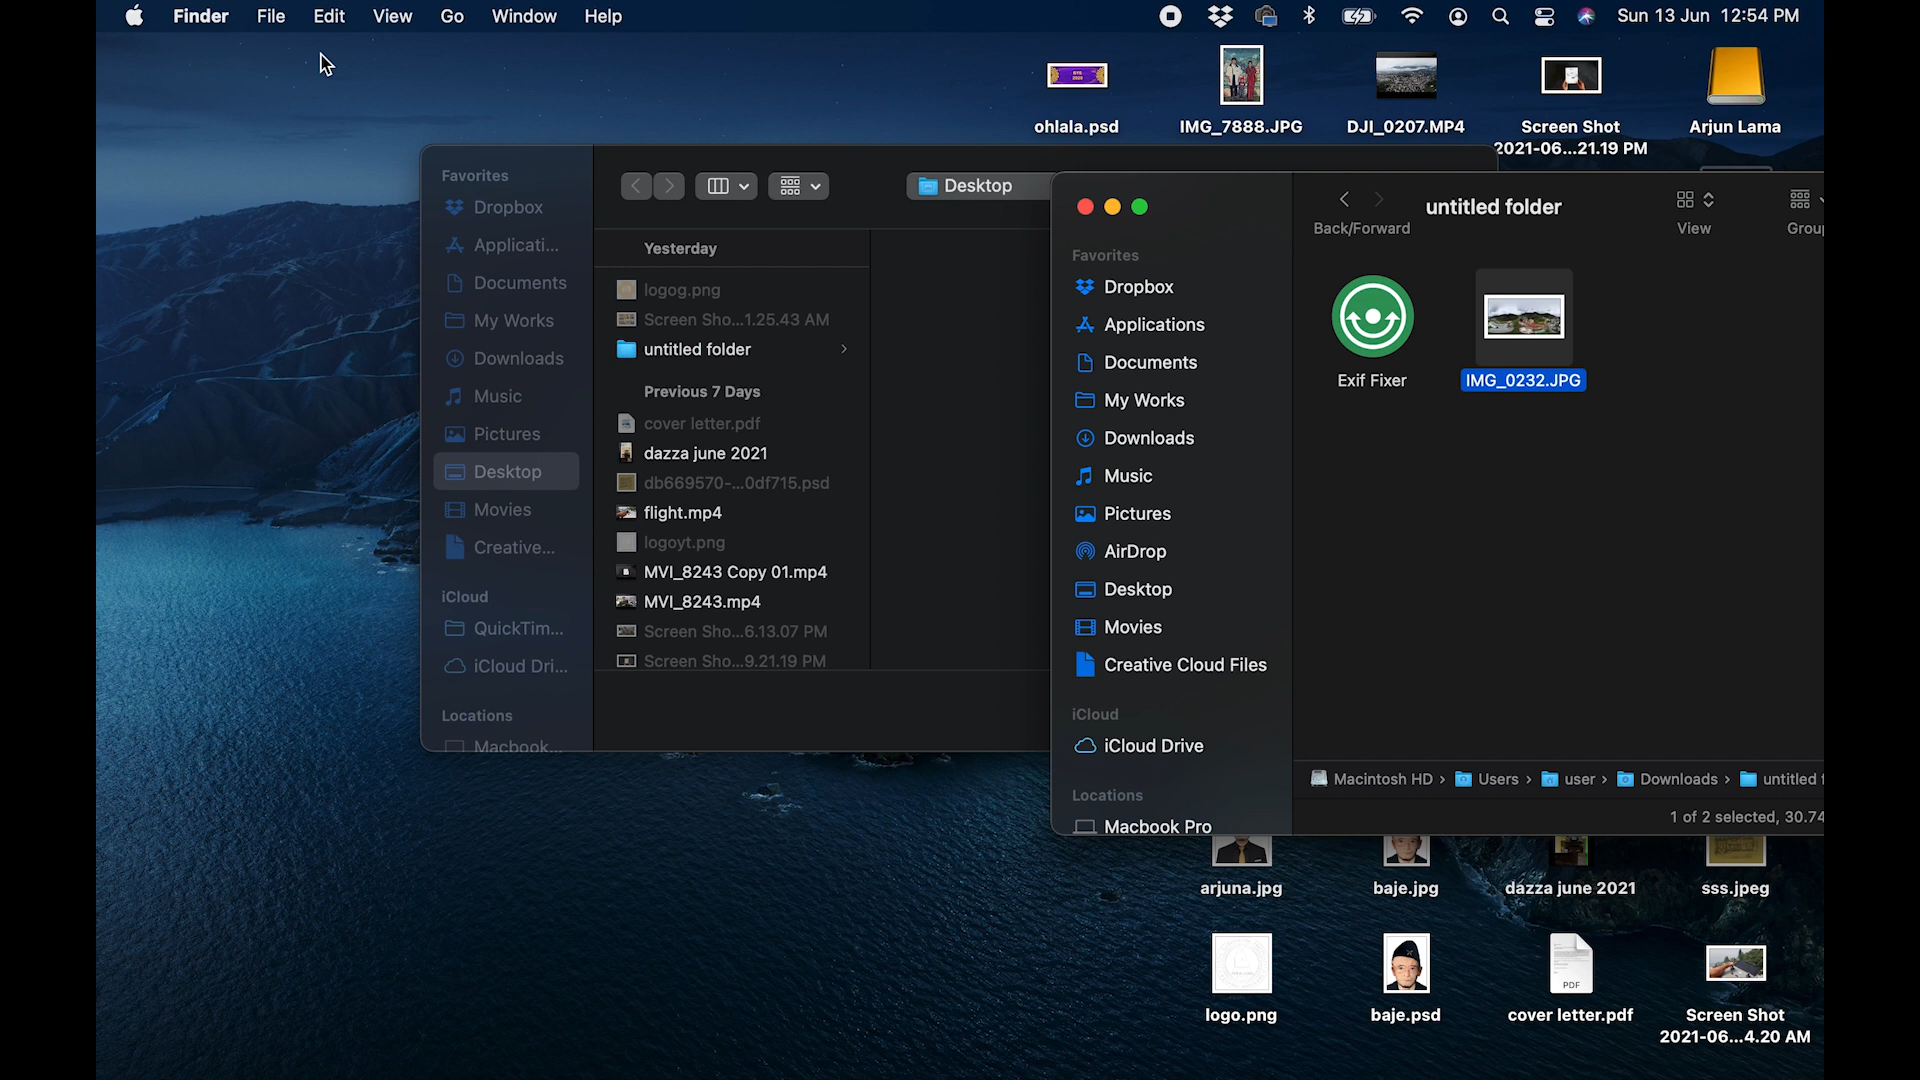 Finder File Edit View Go Window Help Sun 13 Jun 12:54 PM
ohlala.psd
IMG_7888.JPG
DJI_0207.MP4
Screen Shot
2021-06...21.19 PM
Arjun Lama
Favorites
Dropbox
Applicati...
Documents
My Works
Downloads
Music
Pictures
Desktop
Movies
Creative...
iCloud
QuickTim...
iCloud Dri...
Locations
Macbook...
Desktop
Yesterday
logog.png
Screen Sho...1.25.43 AM
untitled folder
Previous 7 Days
cover letter.pdf
dazza june 2021
db669570-...0df715.psd
flight.mp4
logoyt.png
MVI_8243 Copy 01.mp4
MVI_8243.mp4
Screen Sho...6.13.07 PM
Screen Sho...9.21.19 PM
Favorites
Dropbox
Applications
Documents
My Works
Downloads
Music
Pictures
AirDrop
Desktop
Movies
Creative Cloud Files
iCloud
iCloud Drive
Locations
Macbook Pro
Back/Forward
untitled folder
View
Grou
Exif Fixer
IMG_0232.JPG
Macintosh HD › Users › user › Downloads › untitled f
1 of 2 selected, 30.74
arjuna.jpg
baje.jpg
dazza june 2021
sss.jpeg
logo.png
baje.psd
PDF
cover letter.pdf
Screen Shot
2021-06...4.20 AM